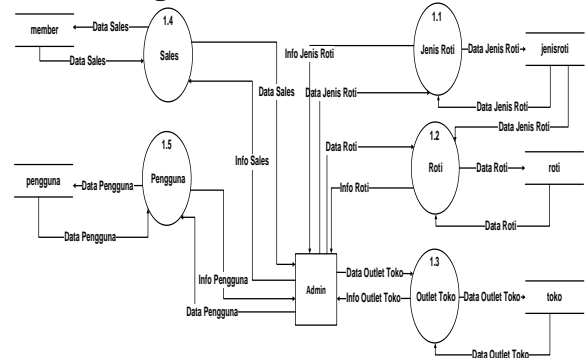 member
Data Sales
Data Sales
1.4
Sales
Data Sales
Info Sales
1.5
Pengguna
pengguna
Data Pengguna
Data Pengguna
Info Pengguna
Data Pengguna
Admin
Info Jenis Roti
Data Jenis Roti
1.1
Jenis Roti
Data Jenis Roti
jenisroti
Data Jenis Roti
Data Jenis Roti
Data Roti
Info Roti
1.2
Roti
Data Roti
roti
Data Roti
Data Outlet Toko
Info Outlet Toko
1.3
Outlet Toko
Data Outlet Toko
toko
Data Outlet Toko